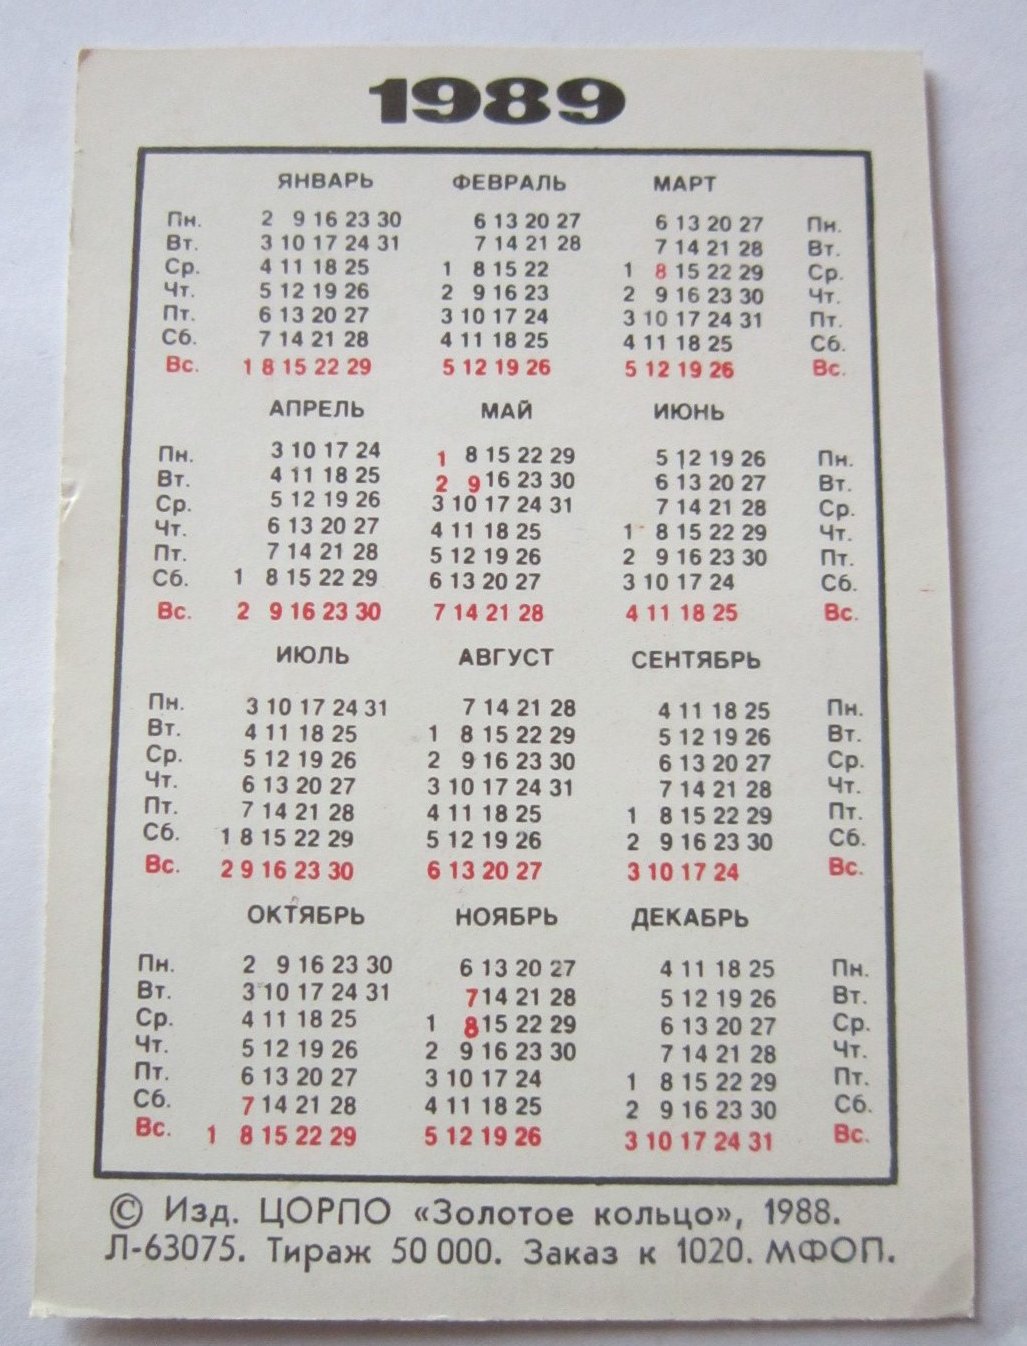 1989
ЯНВАРЬ ФЕВРАЛЬ МАРТ
Пн. 2 9 16 23 30 6 13 20 27 6 13 20 27 Пн.
Вт. 3 10 17 24 31 7 14 21 28 7 14 21 28 Вт.
Ср. 4 11 18 25 1 8 15 22 1 8 15 22 29 Ср.
Чт. 5 12 19 26 2 9 16 23 2 9 16 23 30 Чт.
Пт. 6 13 20 27 3 10 17 24 3 10 17 24 31 Пт.
Сб. 7 14 21 28 4 11 18 25 4 11 18 25 Сб.
Вс. 1 8 15 22 29 5 12 19 26 5 12 19 26 Вс.
АПРЕЛЬ МАЙ ИЮНЬ
Пн. 3 10 17 24 1 8 15 22 29 5 12 19 26 Пн.
Вт. 4 11 18 25 2 9 16 23 30 6 13 20 27 Вт.
Ср. 5 12 19 26 3 10 17 24 31 7 14 21 28 Ср.
Чт. 6 13 20 27 4 11 18 25 1 8 15 22 29 Чт.
Пт. 7 14 21 28 5 12 19 26 2 9 16 23 30 Пт.
Сб. 1 8 15 22 29 6 13 20 27 3 10 17 24 Сб.
Вс. 2 9 16 23 30 7 14 21 28 4 11 18 25 Вс.
ИЮЛЬ АВГУСТ СЕНТЯБРЬ
Пн. 3 10 17 24 31 7 14 21 28 4 11 18 25 Пн.
Вт. 4 11 18 25 1 8 15 22 29 5 12 19 26 Вт.
Ср. 5 12 19 26 2 9 16 23 30 6 13 20 27 Ср.
Чт. 6 13 20 27 3 10 17 24 31 7 14 21 28 Чт.
Пт. 7 14 21 28 4 11 18 25 1 8 15 22 29 Пт.
Сб. 1 8 15 22 29 5 12 19 26 2 9 16 23 30 Сб.
Вс. 2 9 16 23 30 6 13 20 27 3 10 17 24 Вс.
ОКТЯБРЬ НОЯБРЬ ДЕКАБРЬ
Пн. 2 9 16 23 30 6 13 20 27 4 11 18 25 Пн.
Вт. 3 10 17 24 31 7 14 21 28 5 12 19 26 Вт.
Ср. 4 11 18 25 1 8 15 22 29 6 13 20 27 Ср.
Чт. 5 12 19 26 2 9 16 23 30 7 14 21 28 Чт.
Пт. 6 13 20 27 3 10 17 24 1 8 15 22 29 Пт.
Сб. 7 14 21 28 4 11 18 25 2 9 16 23 30 Сб.
Вс. 1 8 15 22 29 5 12 19 26 3 10 17 24 31 Вс.
© Изд. ЦОРПО «Золотое кольцо», 1988.
Л-63075. Тираж 50 000. Заказ к 1020. МФОП.